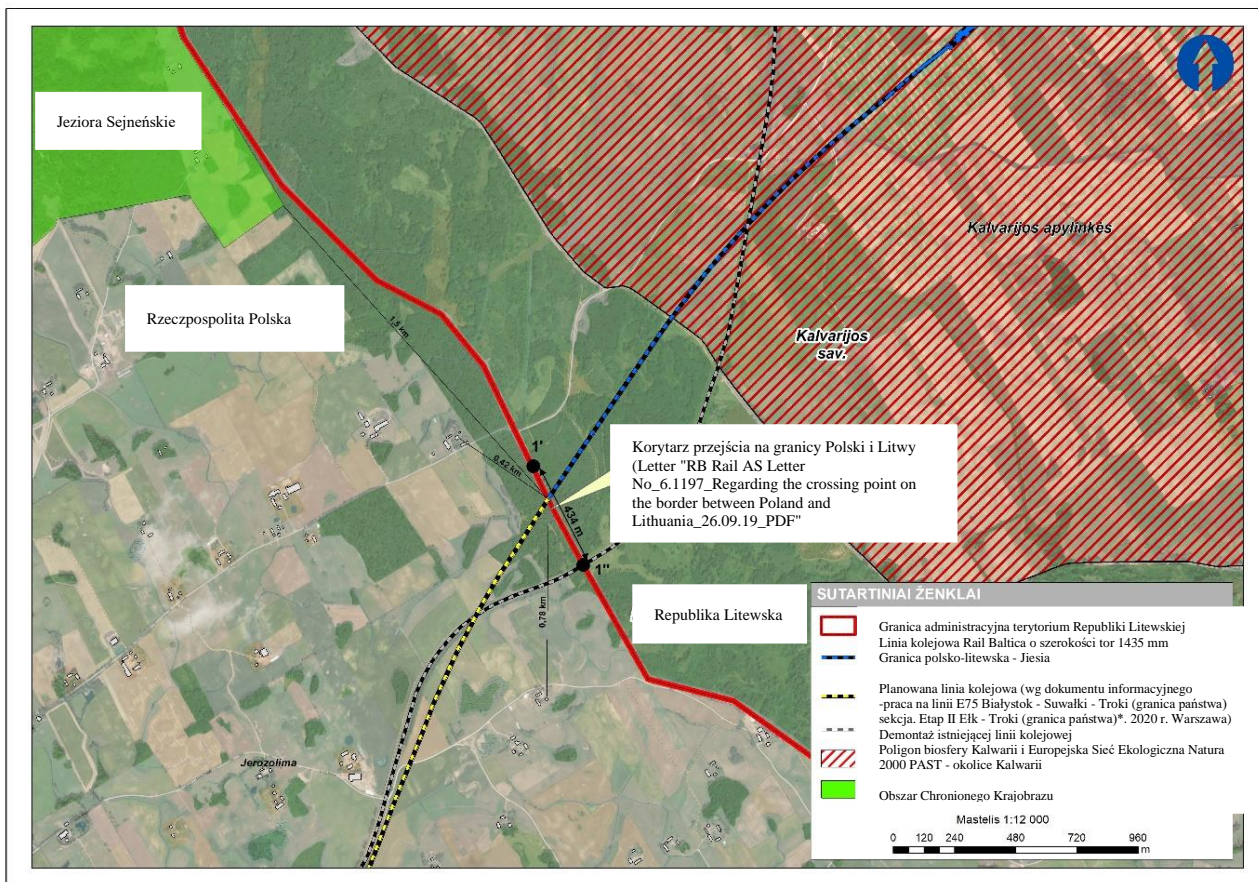 Jeziora Sejneńskie
Rzeczpospolita Polska
1,5 km
Kalvarijos apylinkės
Kalvarijos
sav.
1'
0,42 km
434 m
1"
0,78 km
Korytarz przejścia na granicy Polski i Litwy
(Letter "RB Rail AS Letter
No_6.1197_Regarding the crossing point on
the border between Poland and
Lithuania_26.09.19_PDF"
Republika Litewska
Jerozolima
SUTARTINIAI ŽENKLAI
Granica administracyjna terytorium Republiki Litewskiej
Linia kolejowa Rail Baltica o szerokości tor 1435 mm
Granica polsko-litewska - Jiesia
Planowana linia kolejowa (wg dokumentu informacyjnego
-praca na linii E75 Białystok - Suwałki - Troki (granica państwa)
sekcja. Etap II Ełk - Troki (granica państwa)*. 2020 r. Warszawa)
Demontaż istniejącej linii kolejowej
Poligon biosfery Kalwarii i Europejska Sieć Ekologiczna Natura
2000 PAST - okolice Kalwarii
Obszar Chronionego Krajobrazu
Mastelis 1:12 000
0 120 240 480 720 960
m